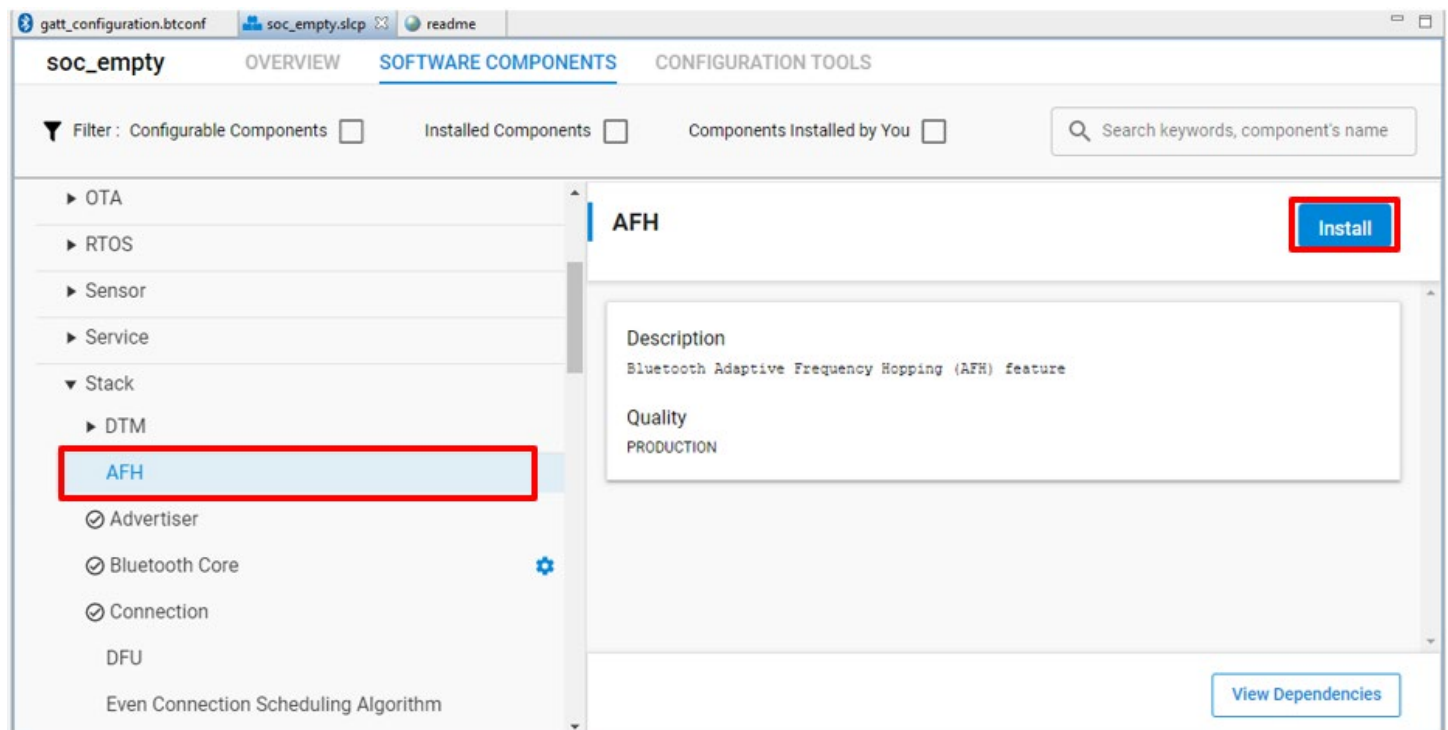 gatt_configuration.btconf soc_empty.slcp readme
soc_empty OVERVIEW SOFTWARE COMPONENTS CONFIGURATION TOOLS
Filter : Configurable Components Installed Components Components Installed by You Search keywords, component's name
OTA
RTOS
Sensor
Service
Stack
DTM
AFH
Advertiser
Bluetooth Core
Connection
DFU
Even Connection Scheduling Algorithm
AFH
Install
Description
Bluetooth Adaptive Frequency Hopping (AFH) feature
Quality
PRODUCTION
View Dependencies